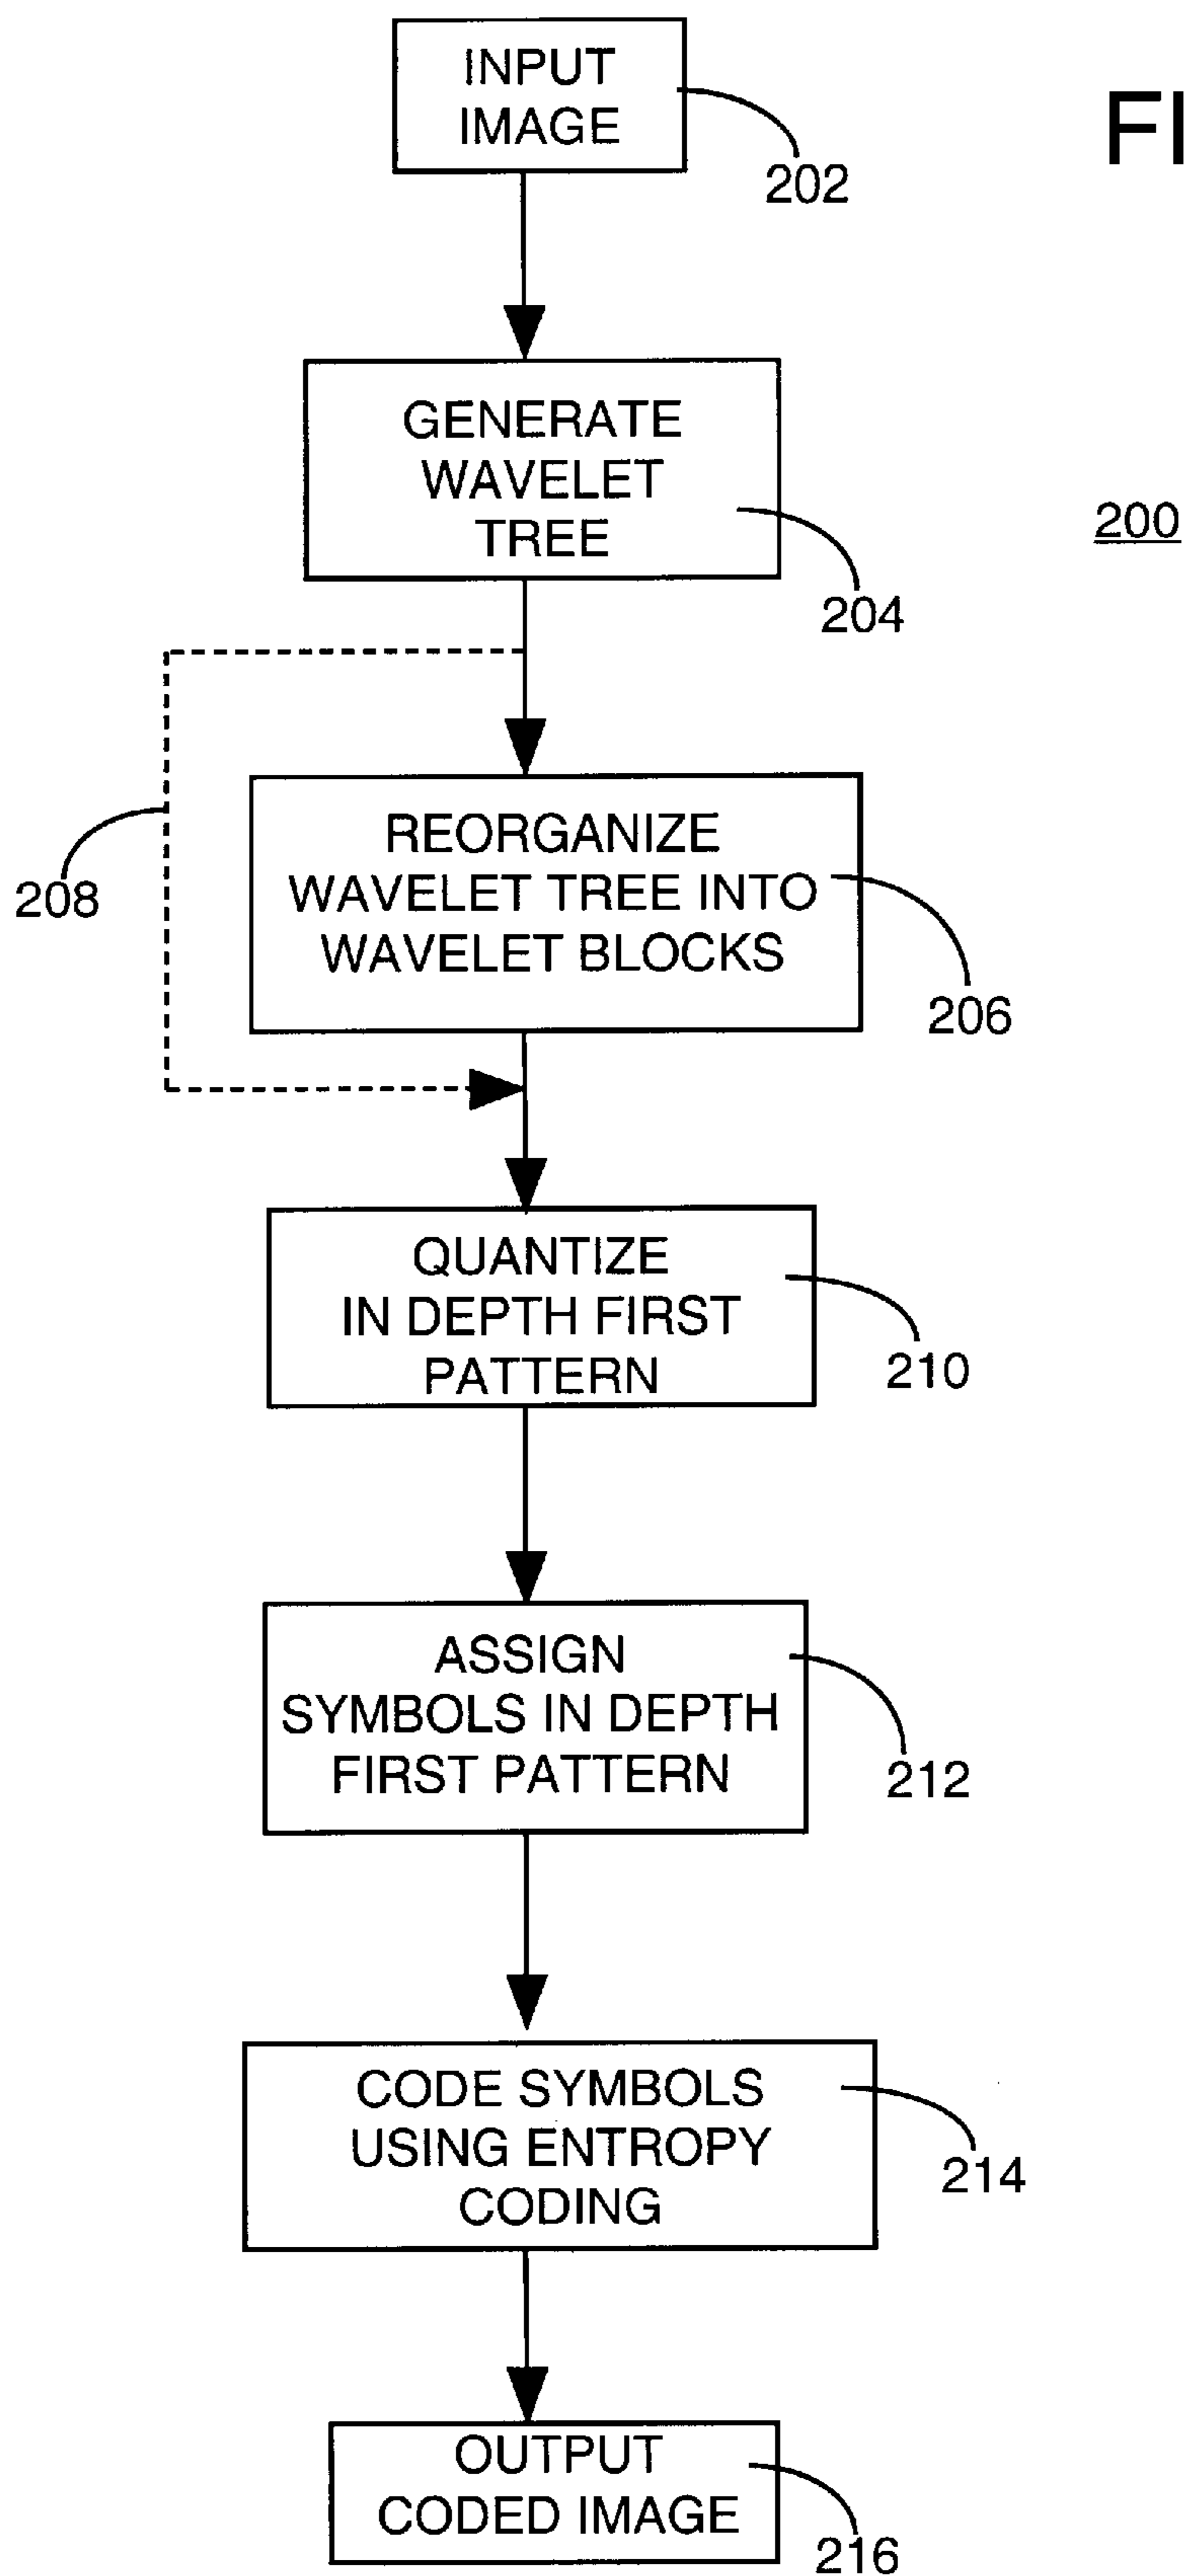 INPUT
IMAGE
FI
202
GENERATE
WAVELET
TREE
200
204
REORGANIZE
WAVELET TREE INTO
WAVELET BLOCKS
208
206
QUANTIZE
IN DEPTH FIRST
PATTERN
210
ASSIGN
SYMBOLS IN DEPTH
FIRST PATTERN
212
CODE SYMBOLS
USING ENTROPY
CODING
214
OUTPUT
CODED IMAGE
216